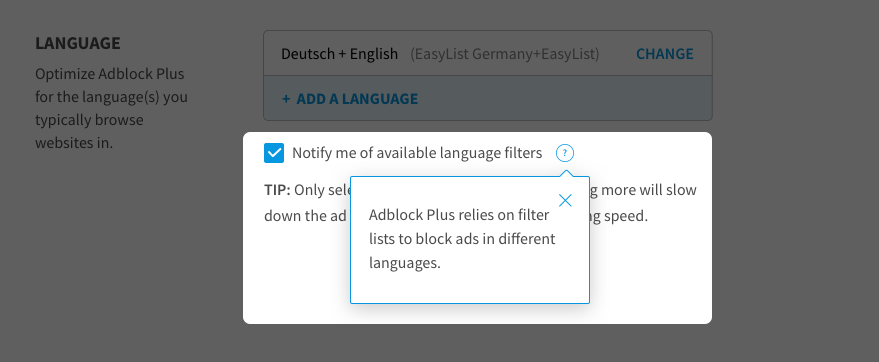 LANGUAGE
Optimize Adblock Plus
for the language(s) you
typically browse
websites in.
Deutsch + English (EasyList Germany+EasyList) CHANGE
+ ADD A LANGUAGE
Notify me of available language filters ?
TIP: Only g more will slow
down the ad speed.
Adblock Plus relies on filter
lists to block ads in different
languages.